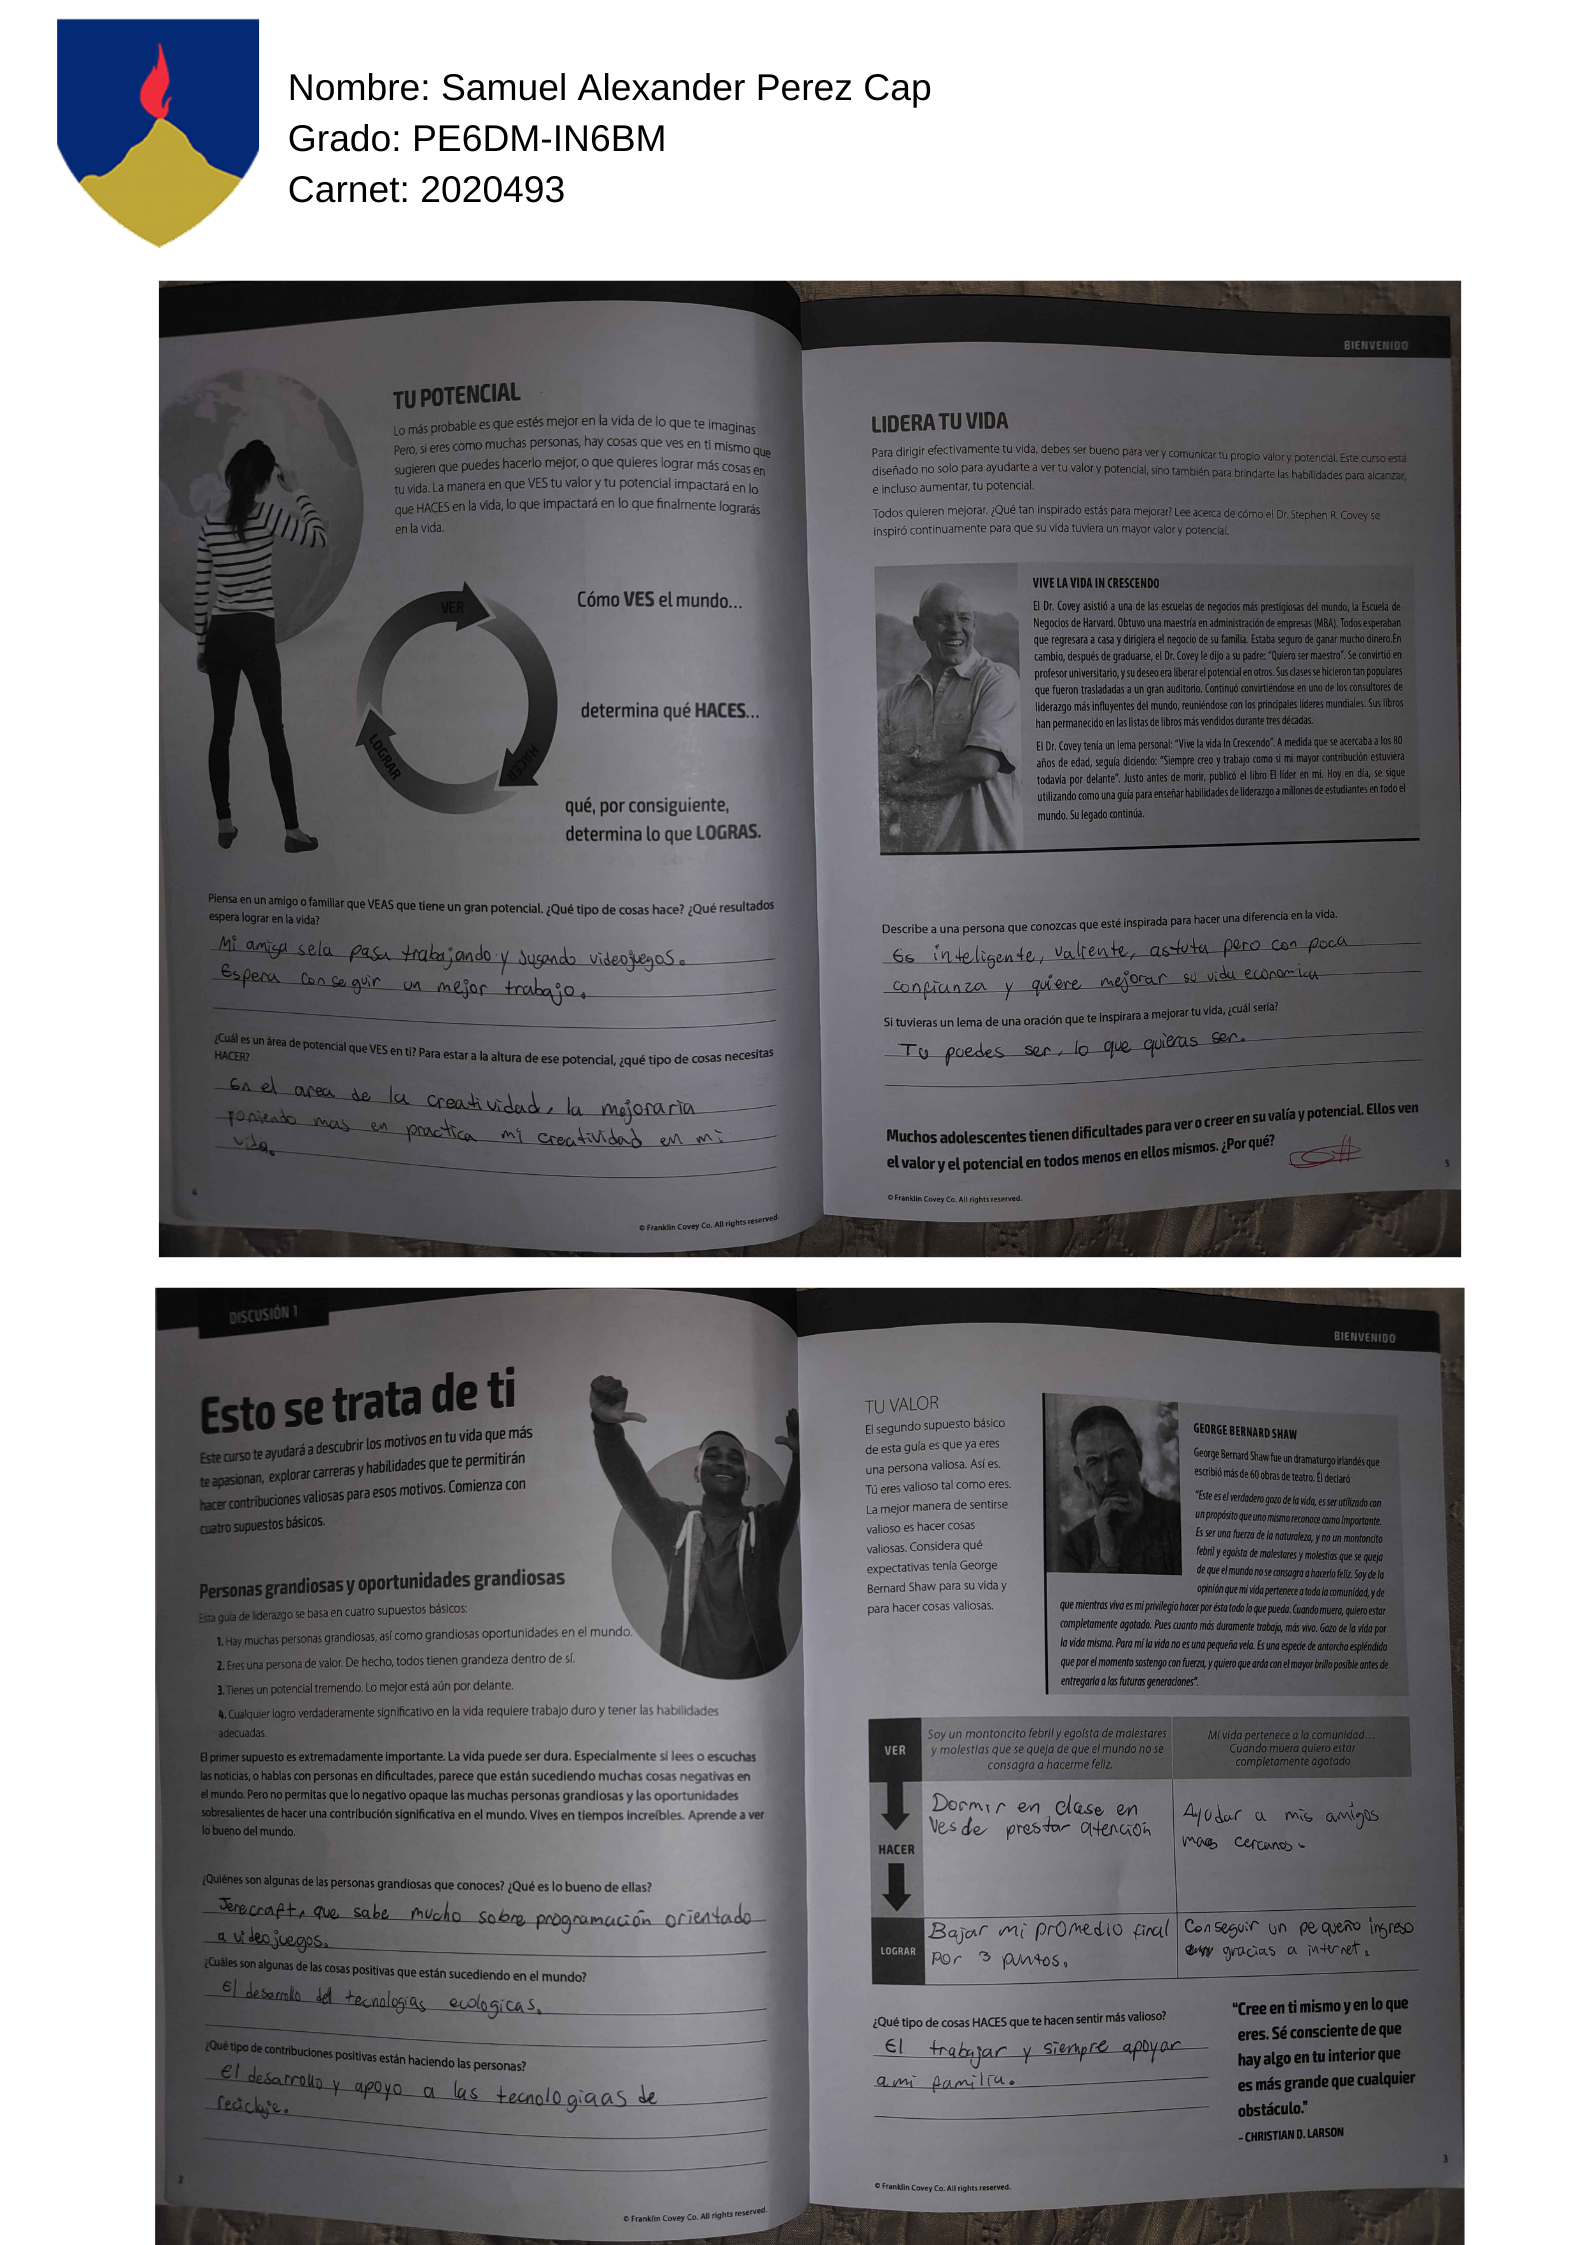 Nombre: Samuel Alexander Perez Cap
Grado: PE6DM-IN6BM
Carnet: 2020493
TU POTENCIAL
Lo más probable es que estés mejor en la vida de lo que te imaginas
Pero, si eres como muchas personas, hay cosas que ves en ti mismo que
sugieren que puedes hacerlo mejor, o que quieres lograr más cosas en
tu vida. La manera en que VES tu valor y tu potencial impactará en lo
que HACES en la vida, lo que impactará en lo que finalmente lograrás
en la vida.
VER
HACER
LOGRAR
Cómo VES el mundo...
determina qué HACES...
qué, por consiguiente,
determina lo que LOGRAS.
Piensa en un amigo o familiar que VEAS que tiene un gran potencial. ¿Qué tipo de cosas hace? ¿Qué resultados
espera lograr en la vida?
Mi amiga sela pasa trabajando y jugando videojuegos.
Espera conseguir un mejor trabajo.
¿Cuál es un área de potencial que VES en ti? Para estar a la altura de ese potencial, ¿qué tipo de cosas necesitas
HACER?
En el area de la creatividad, la mejoraria
poniendo mas en practica mi creatividad en mi
vida.
4
© Franklin Covey Co. All rights reserved.
BIENVENIDO
LIDERA TU VIDA
Para dirigir efectivamente tu vida, debes ser bueno para ver y comunicar tu propio valor y potencial. Este curso está
diseñado no solo para ayudarte a ver tu valor y potencial, sino también para brindarte las habilidades para alcanzar,
e incluso aumentar, tu potencial.
Todos quieren mejorar. ¿Qué tan inspirado estás para mejorar? Lee acerca de cómo el Dr. Stephen R. Covey se
inspiró continuamente para que su vida tuviera un mayor valor y potencial.
VIVE LA VIDA IN CRESCENDO
El Dr. Covey asistió a una de las escuelas de negocios más prestigiosas del mundo, la Escuela de
Negocios de Harvard. Obtuvo una maestría en administración de empresas (MBA). Todos esperaban
que regresara a casa y dirigiera el negocio de su familia. Estaba seguro de ganar mucho dinero.En
cambio, después de graduarse, el Dr. Covey le dijo a su padre: "Quiero ser maestro". Se convirtió en
profesor universitario, y su deseo era liberar el potencial en otros. Sus clases se hicieron tan populares
que fueron trasladadas a un gran auditorio. Continuó convirtiéndose en uno de los consultores de
liderazgo más influyentes del mundo, reuniéndose con los principales líderes mundiales. Sus libros
han permanecido en las listas de libros más vendidos durante tres décadas.
El Dr. Covey tenía un lema personal: "Vive la vida In Crescendo". A medida que se acercaba a los 80
años de edad, seguía diciendo: "Siempre creo y trabajo como si mi mayor contribución estuviera
todavía por delante". Justo antes de morir, publicó el libro El líder en mí. Hoy en día, se sigue
utilizando como una guía para enseñar habilidades de liderazgo a millones de estudiantes en todo el
mundo. Su legado continúa.
Describe a una persona que conozcas que esté inspirada para hacer una diferencia en la vida.
Es inteligente, valiente, astuta pero con poca
confianza y quiere mejorar su vida economica
Si tuvieras un lema de una oración que te inspirara a mejorar tu vida, ¿cuál sería?
Tu puedes ser, lo que quieras ser.
Muchos adolescentes tienen dificultades para ver o creer en su valía y potencial. Ellos ven
el valor y el potencial en todos menos en ellos mismos. ¿Por qué?
5
© Franklin Covey Co. All rights reserved.
DISCUSIÓN 1
Esto se trata de ti
Este curso te ayudará a descubrir los motivos en tu vida que más
te apasionan, explorar carreras y habilidades que te permitirán
hacer contribuciones valiosas para esos motivos. Comienza con
cuatro supuestos básicos.
Personas grandiosas y oportunidades grandiosas
Esta guía de liderazgo se basa en cuatro supuestos básicos:
1. Hay muchas personas grandiosas, así como grandiosas oportunidades en el mundo.
2. Eres una persona de valor. De hecho, todos tienen grandeza dentro de sí.
3. Tienes un potencial tremendo. Lo mejor está aún por delante.
4. Cualquier logro verdaderamente significativo en la vida requiere trabajo duro y tener las habilidades
adecuadas.
El primer supuesto es extremadamente importante. La vida puede ser dura. Especialmente si lees o escuchas
las noticias, o hablas con personas en dificultades, parece que están sucediendo muchas cosas negativas en
el mundo. Pero no permitas que lo negativo opaque las muchas personas grandiosas y las oportunidades
sobresalientes de hacer una contribución significativa en el mundo. Vives en tiempos increíbles. Aprende a ver
lo bueno del mundo.
¿Quiénes son algunas de las personas grandiosas que conoces? ¿Qué es lo bueno de ellas?
Jerecraft, que sabe mucho sobre programación orientado
a videojuegos.
¿Cuáles son algunas de las cosas positivas que están sucediendo en el mundo?
El desarrollo del tecnologias ecologicas.
¿Qué tipo de contribuciones positivas están haciendo las personas?
El desarrollo y apoyo a las tecnologiaas de
reciclaje.
2
© Franklin Covey Co. All rights reserved.
BIENVENIDO
TU VALOR
El segundo supuesto básico
de esta guía es que ya eres
una persona valiosa. Así es.
Tú eres valioso tal como eres.
La mejor manera de sentirse
valioso es hacer cosas
valiosas. Considera qué
expectativas tenía George
Bernard Shaw para su vida y
para hacer cosas valiosas.
GEORGE BERNARD SHAW
George Bernard Shaw fue un dramaturgo irlandés que
escribió más de 60 obras de teatro. Él declaró
"Este es el verdadero gozo de la vida, es ser utilizado con
un propósito que uno mismo reconoce como importante.
Es ser una fuerza de la naturaleza, y no un montoncito
febril y egoísta de malestares y molestias que se queja
de que el mundo no se consagra a hacerlo feliz. Soy de la
opinión que mi vida pertenece a toda la comunidad, y de
que mientras viva es mi privilegio hacer por ésta todo lo que pueda. Cuando muera, quiero estar
completamente agotado. Pues cuanto más duramente trabajo, más vivo. Gozo de la vida por
la vida misma. Para mí la vida no es una pequeña vela. Es una especie de antorcha espléndida
que por el momento sostengo con fuerza, y quiero que arda con el mayor brillo posible antes de
entregarla a las futuras generaciones".
VER
Soy un montoncito febril y egoísta de malestares
y molestias que se queja de que el mundo no se
consagra a hacerme feliz.
Mi vida pertenece a la comunidad...
Cuando muera quiero estar
completamente agotado
HACER
Dormir en clase en
Ves de prestar atención
Ayudar a mis amigos
mas cercanos.
LOGRAR
Bajar mi promedio final
por 3 puntos.
Conseguir un pequeño ingreso
gracias a internet.
¿Qué tipo de cosas HACES que te hacen sentir más valioso?
El trabajar y siempre apoyar
a mi familia.
"Cree en ti mismo y en lo que
eres. Sé consciente de que
hay algo en tu interior que
es más grande que cualquier
obstáculo."
– CHRISTIAN D. LARSON
3
© Franklin Covey Co. All rights reserved.